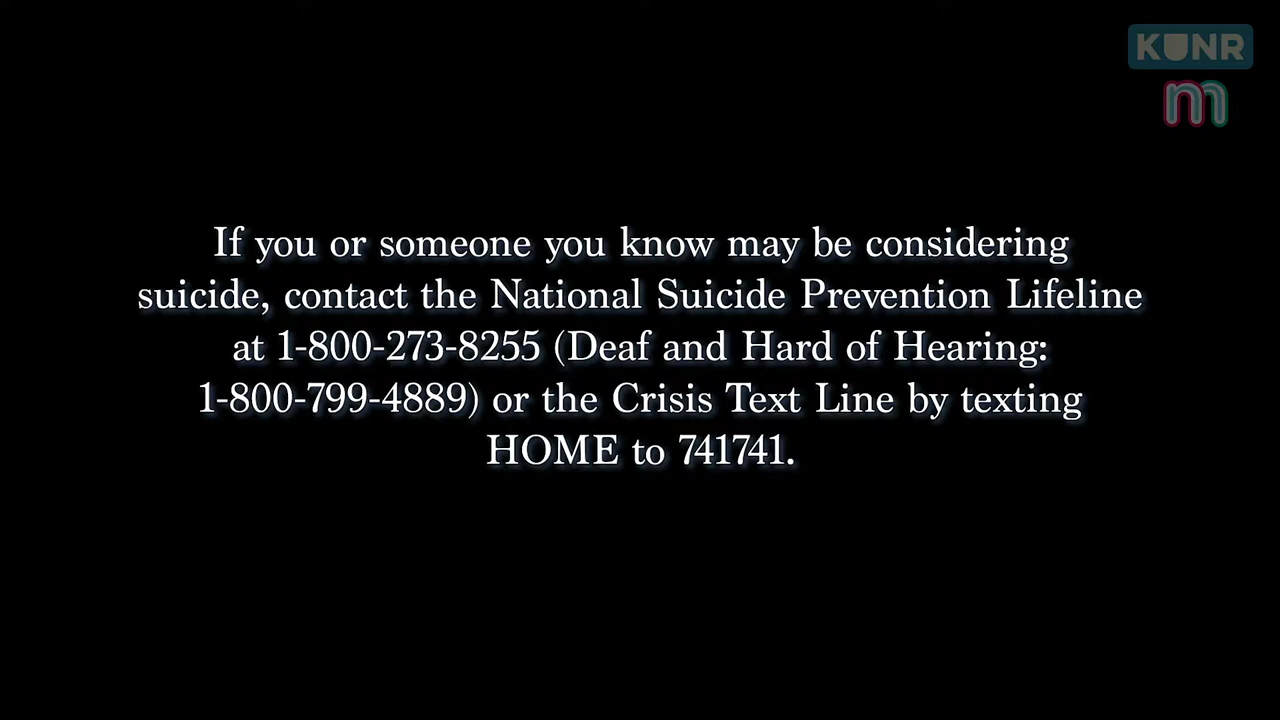 KUNR
m
If you or someone you know may be considering
suicide, contact the National Suicide Prevention Lifeline
at 1-800-273-8255 (Deaf and Hard of Hearing:
1-800-799-4889) or the Crisis Text Line by texting
HOME to 741741.